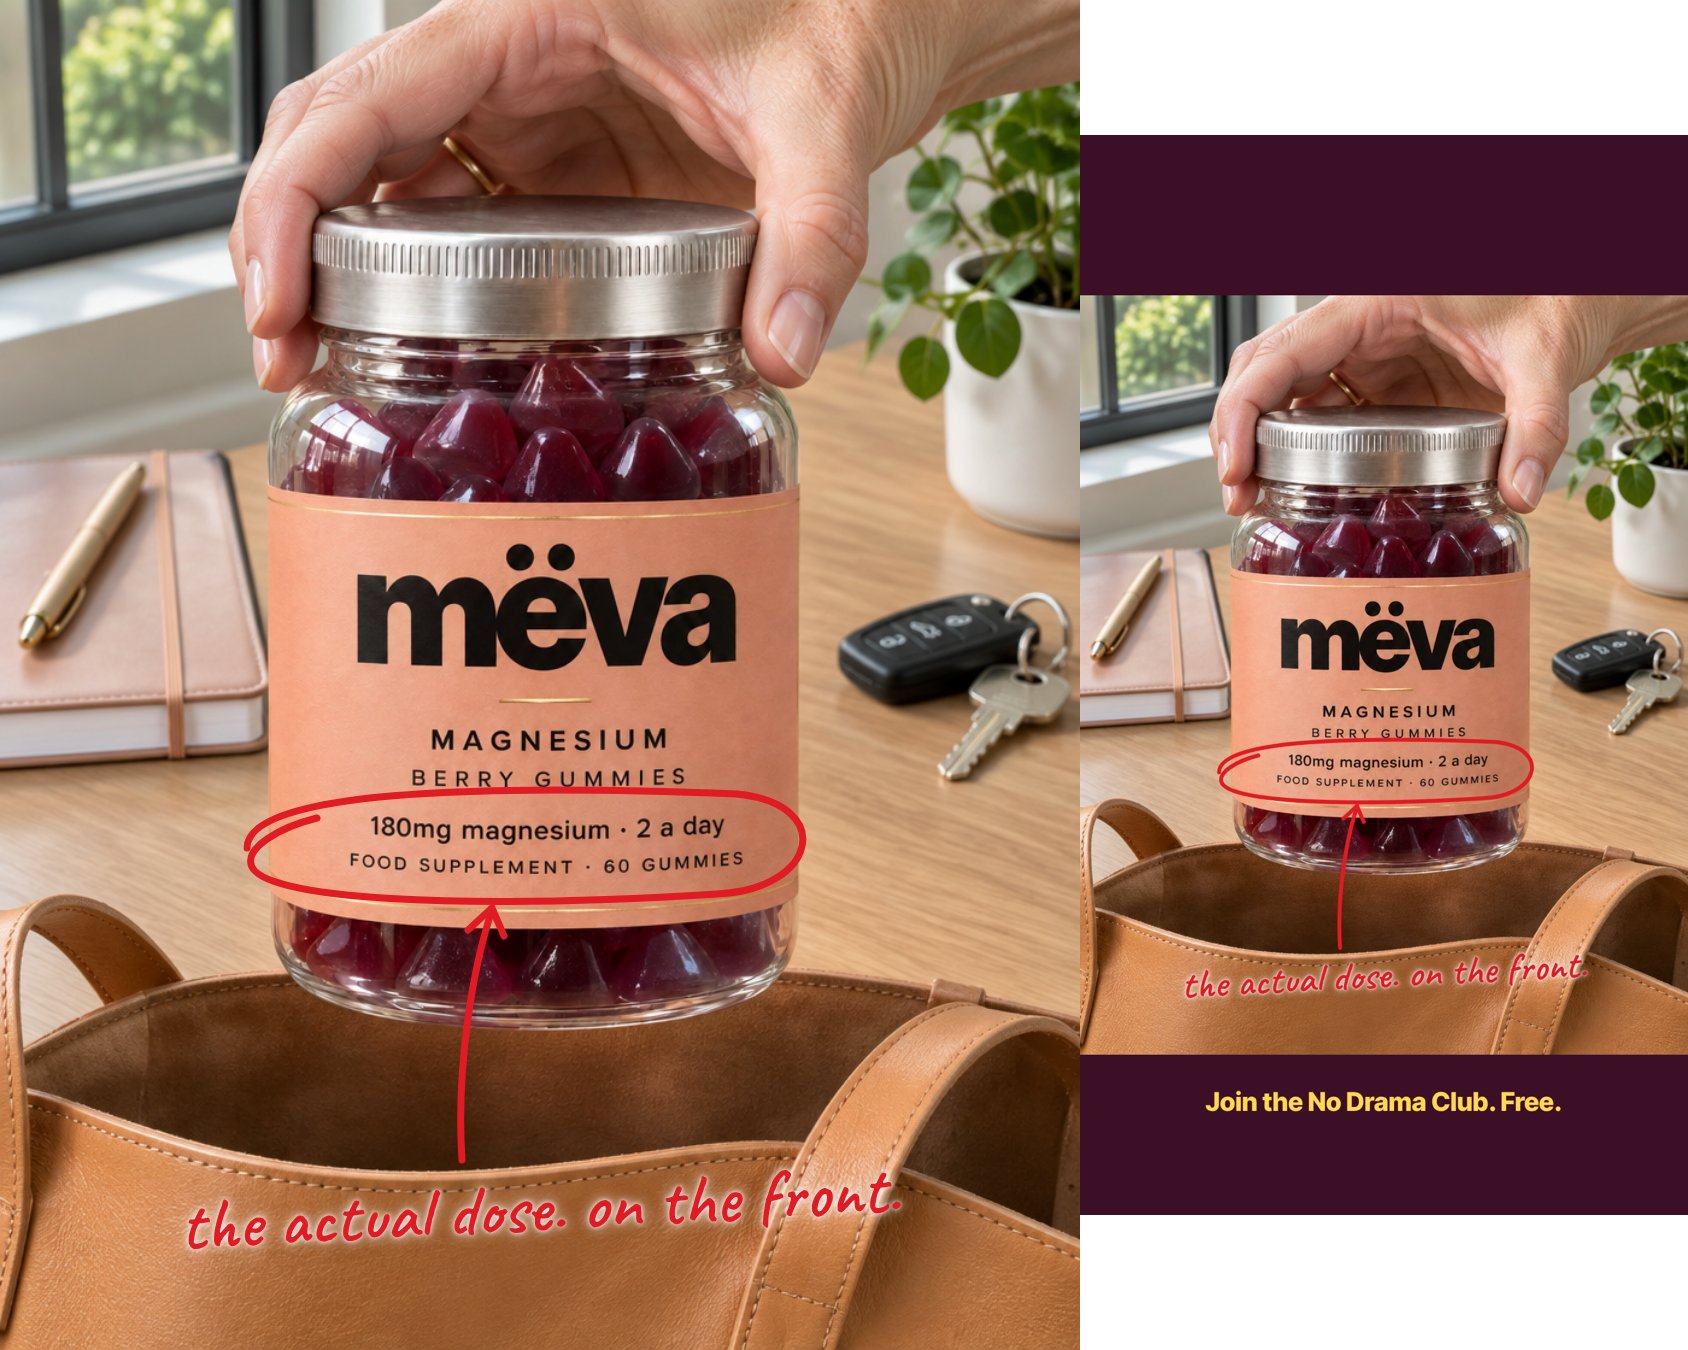 mëva
MAGNESIUM
BERRY GUMMIES
180mg magnesium · 2 a day
FOOD SUPPLEMENT · 60 GUMMIES
the actual dose. on the front.
mëva
MAGNESIUM
BERRY GUMMIES
180mg magnesium · 2 a day
FOOD SUPPLEMENT · 60 GUMMIES
the actual dose. on the front.
Join the No Drama Club. Free.